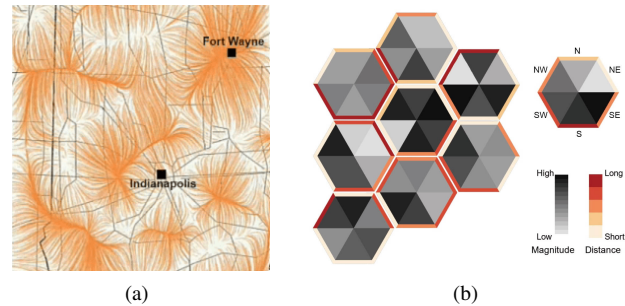 Fort Wayne
Indianapolis
N
NW
NE
SW
SE
S
High
Long
Low
Short
Magnitude
Distance
(a)
(b)